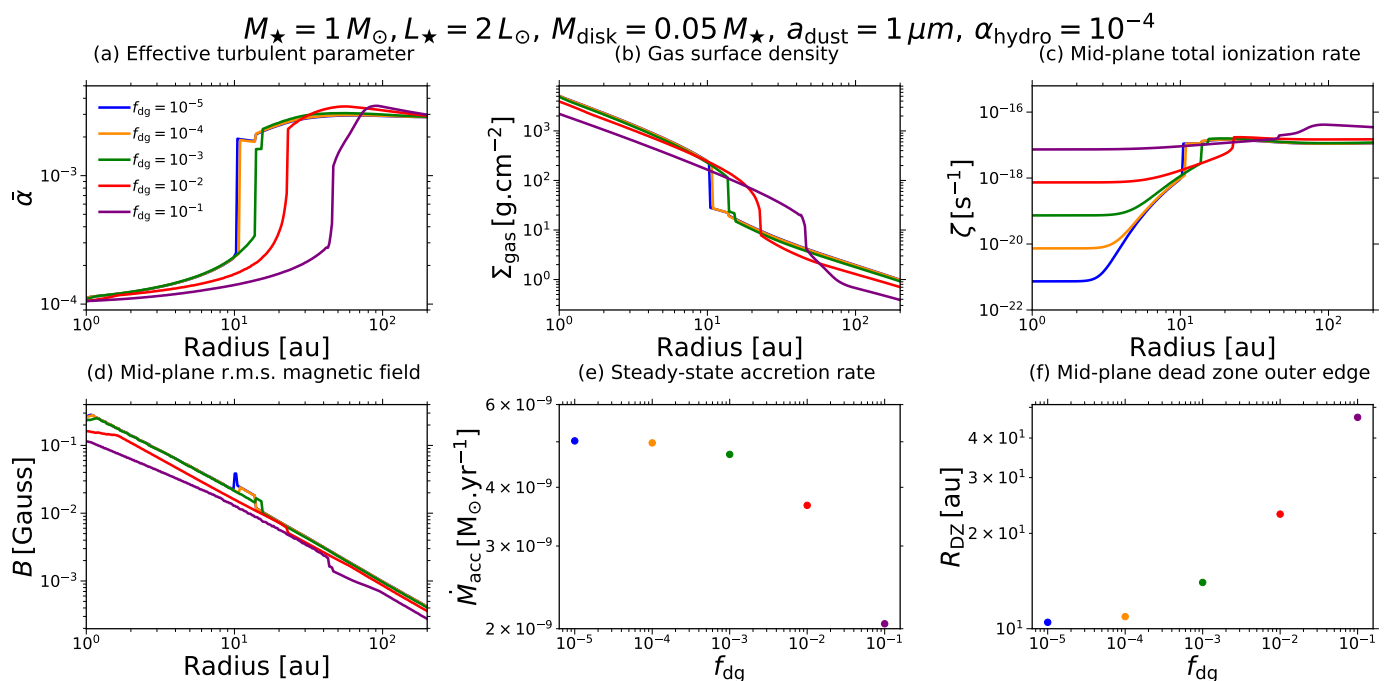 M★ = 1 M⊙, L★ = 2 L⊙, Mdisk = 0.05 M★, adust = 1 μm, αhydro = 10⁻⁴
(a) Effective turbulent parameter
ᾱ
10⁻³
10⁻⁴
fdg = 10⁻⁵
fdg = 10⁻⁴
fdg = 10⁻³
fdg = 10⁻²
fdg = 10⁻¹
10⁰ 10¹ 10²
Radius [au]
(b) Gas surface density
Σgas [g.cm⁻²]
10³
10²
10¹
10⁰
10⁰ 10¹ 10²
Radius [au]
(c) Mid-plane total ionization rate
ζ [s⁻¹]
10⁻¹⁶
10⁻¹⁸
10⁻²⁰
10⁻²²
10⁰ 10¹ 10²
Radius [au]
(d) Mid-plane r.m.s. magnetic field
B [Gauss]
10⁻¹
10⁻²
10⁻³
10⁰ 10¹ 10²
Radius [au]
(e) Steady-state accretion rate
Ṁacc [M⊙.yr⁻¹]
6 × 10⁻⁹
4 × 10⁻⁹
3 × 10⁻⁹
2 × 10⁻⁹
10⁻⁵ 10⁻⁴ 10⁻³ 10⁻² 10⁻¹
fdg
(f) Mid-plane dead zone outer edge
RDZ [au]
4 × 10¹
3 × 10¹
2 × 10¹
10¹
10⁻⁵ 10⁻⁴ 10⁻³ 10⁻² 10⁻¹
fdg